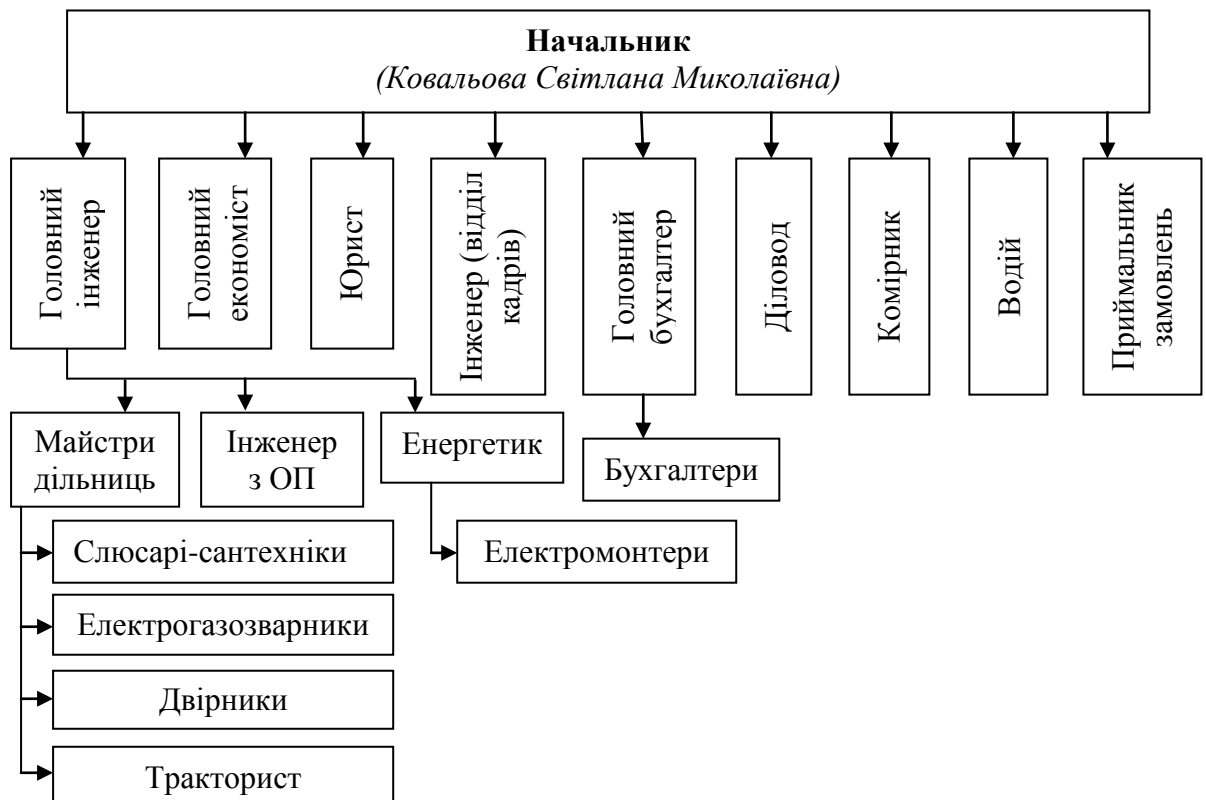 Начальник
(Ковальова Світлана Миколаївна)
Головний
інженер
Головний
економіст
Юрист
Інженер (відділ
кадрів)
Головний
бухгалтер
Діловод
Комірник
Водій
Приймальник
замовлень
Майстри
дільниць
Інженер
з ОП
Енергетик
Бухгалтери
Слюсарі-сантехніки
Електромонтери
Електрогазозварники
Двірники
Тракторист